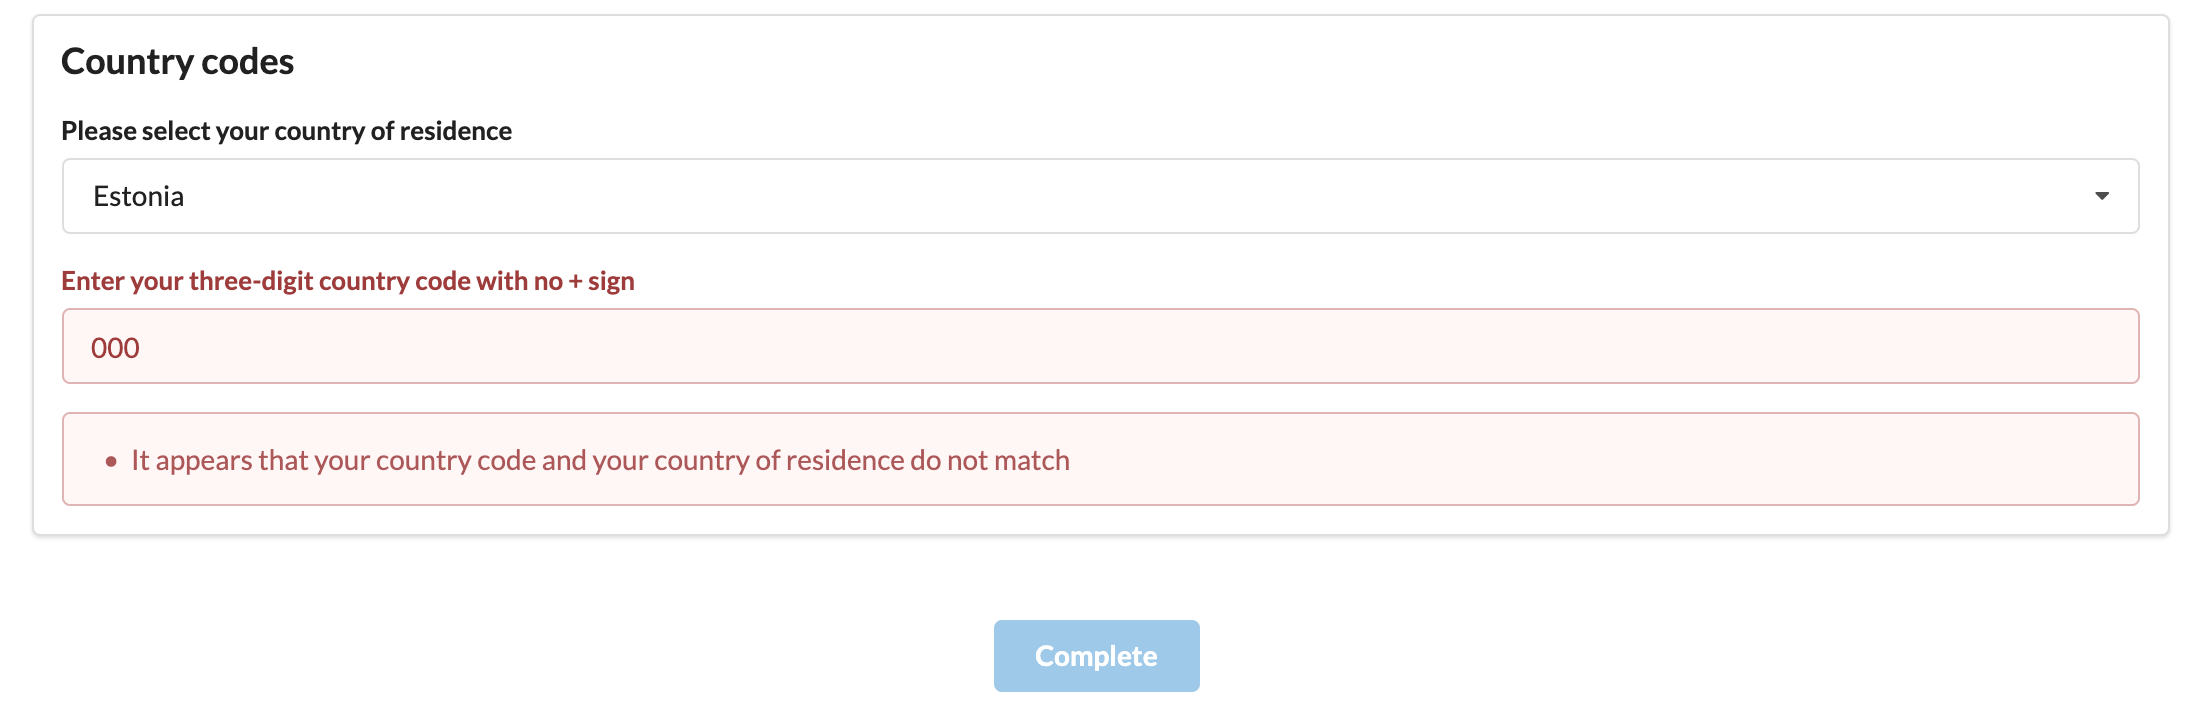 Country codes
Please select your country of residence
Estonia
Enter your three-digit country code with no + sign
000
• It appears that your country code and your country of residence do not match
Complete